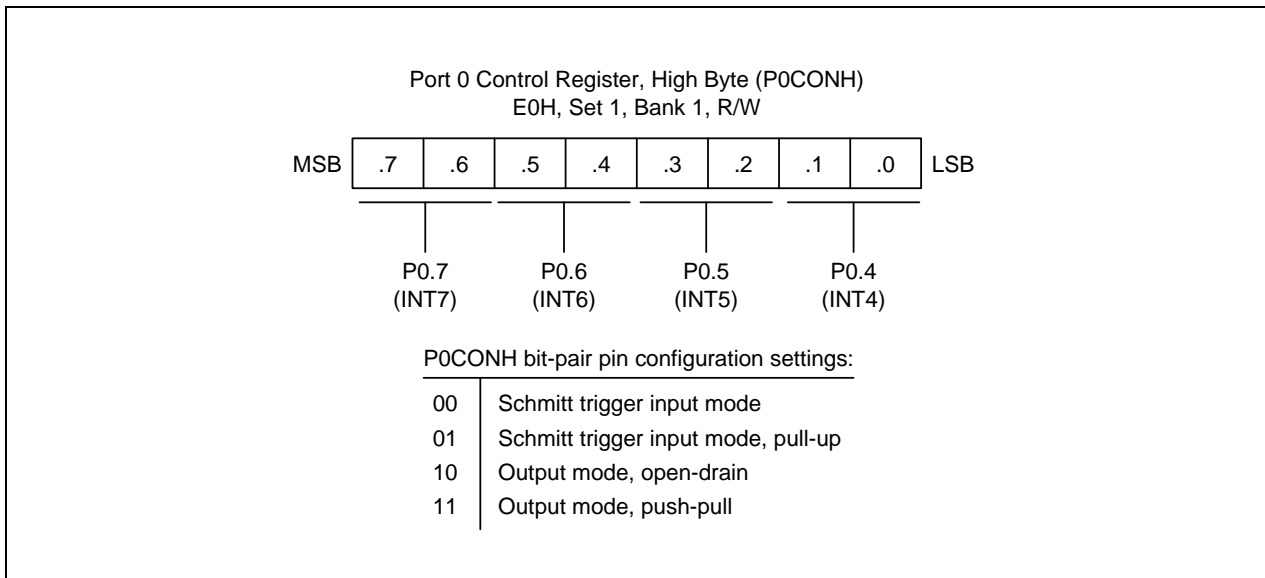 Port 0 Control Register, High Byte (P0CONH)
E0H, Set 1, Bank 1, R/W
MSB .7 .6 .5 .4 .3 .2 .1 .0 LSB
P0.7 P0.6 P0.5 P0.4
(INT7) (INT6) (INT5) (INT4)
P0CONH bit-pair pin configuration settings:
00 Schmitt trigger input mode
01 Schmitt trigger input mode, pull-up
10 Output mode, open-drain
11 Output mode, push-pull